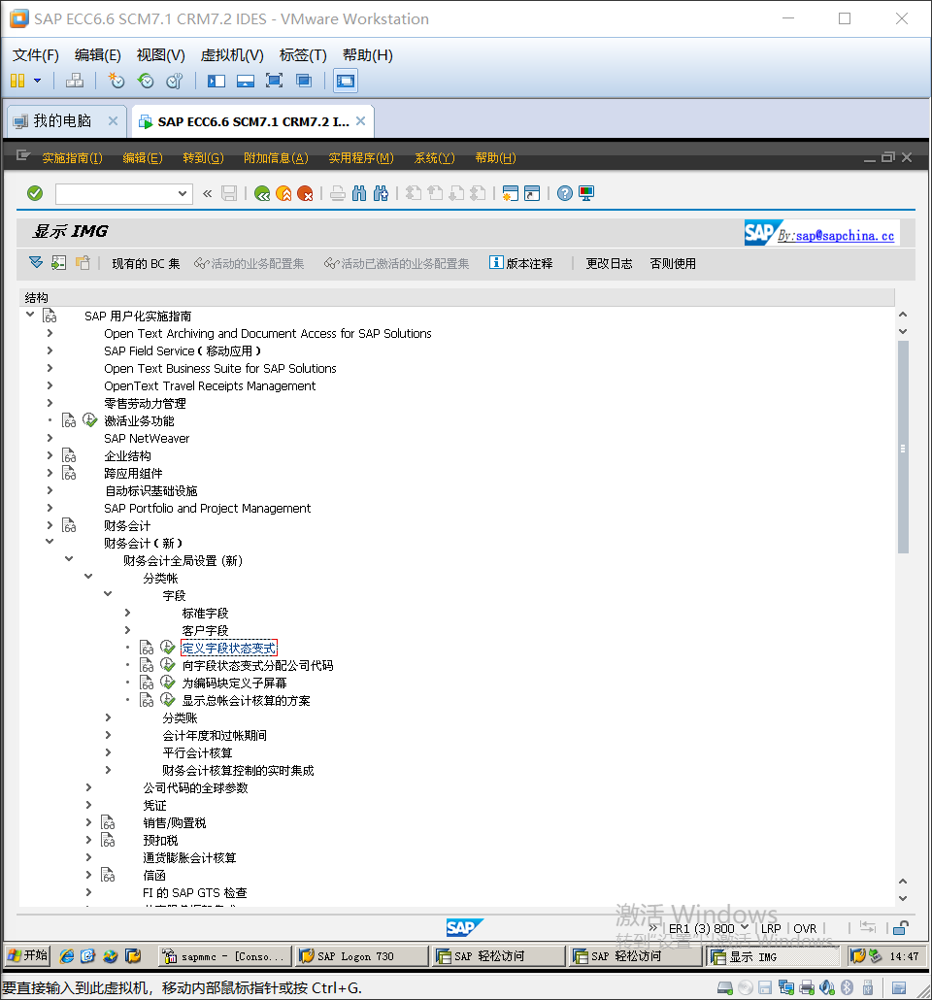 SAP ECC6.6 SCM7.1 CRM7.2 IDES - VMware Workstation
文件(F) 编辑(E) 视图(V) 虚拟机(V) 标签(T) 帮助(H)
我的电脑 SAP ECC6.6 SCM7.1 CRM7.2 I...
实施指南(I) 编辑(E) 转到(G) 附加信息(A) 实用程序(M) 系统(Y) 帮助(H)
显示 IMG
SAP By:sap@sapchina.cc
现有的 BC 集 活动的业务配置集 活动已激活的业务配置集 版本注释 更改日志 否则使用
结构
SAP 用户化实施指南
Open Text Archiving and Document Access for SAP Solutions
SAP Field Service ( 移动应用 )
Open Text Business Suite for SAP Solutions
OpenText Travel Receipts Management
零售劳动力管理
激活业务功能
SAP NetWeaver
企业结构
跨应用组件
自动标识基础设施
SAP Portfolio and Project Management
财务会计
财务会计 ( 新 )
财务会计全局设置 (新)
分类帐
字段
标准字段
客户字段
定义字段状态变式
向字段状态变式分配公司代码
为编码块定义子屏幕
显示总帐会计核算的方案
分类账
会计年度和过帐期间
平行会计核算
财务会计核算控制的实时集成
公司代码的全球参数
凭证
销售/购置税
预扣税
通货膨胀会计核算
信函
FI 的 SAP GTS 检查
激活 Windows
转到"设置"以激活 Windows。
SAP
ER1 (3) 800 LRP OVR
开始 sapmmc - [Conso... SAP Logon 730 SAP 轻松访问 SAP 轻松访问 显示 IMG 14:47
要直接输入到此虚拟机，移动内部鼠标指针或按 Ctrl+G.